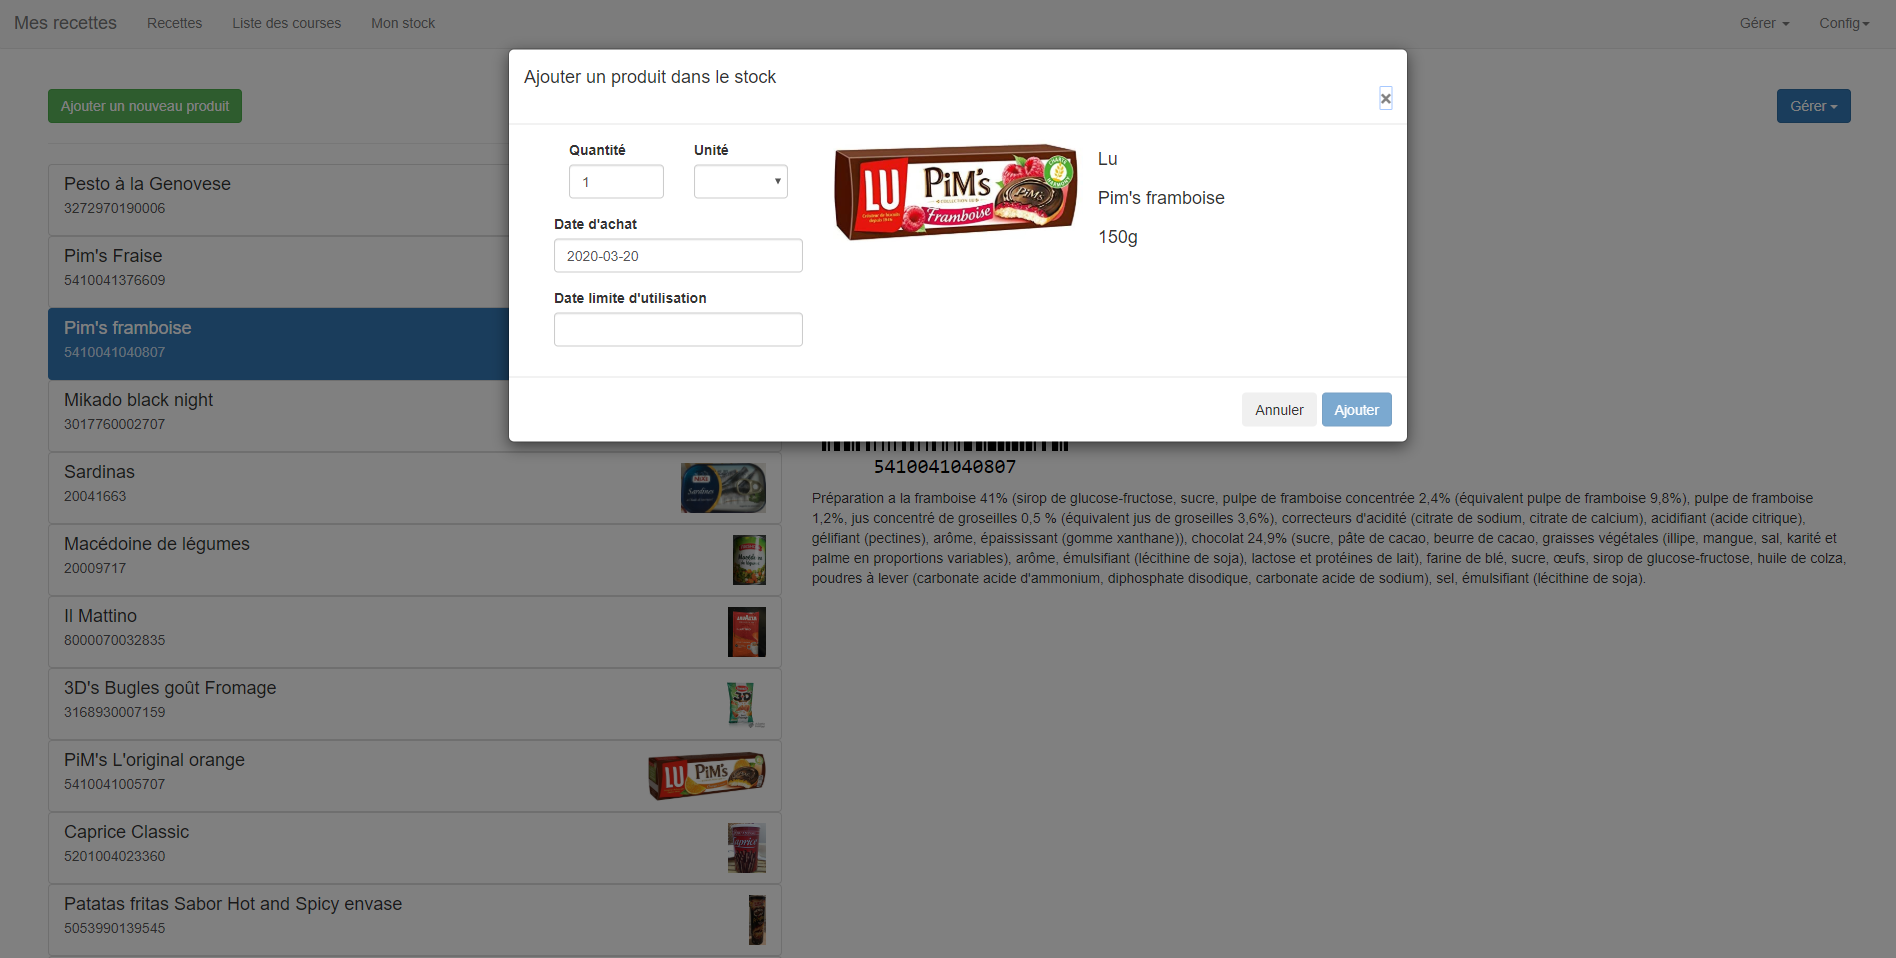 Mes recettes
Recettes
Liste des courses
Mon stock
Gérer
Config
Ajouter un nouveau produit
Gérer
Ajouter un produit dans le stock
×
Quantité
Unité
1
Date d'achat
2020-03-20
Date limite d'utilisation
LU
PiM's
Framboise
PiM's
Lu
Pim's framboise
150g
Annuler
Ajouter
Pesto à la Genovese
3272970190006
Pim's Fraise
5410041376609
Pim's framboise
5410041040807
Mikado black night
3017760002707
Sardinas
20041663
Sardines
Macédoine de légumes
20009717
Il Mattino
8000070032835
3D's Bugles goût Fromage
3168930007159
3D
PiM's L'original orange
5410041005707
LU
PiM's
Caprice Classic
5201004023360
Patatas fritas Sabor Hot and Spicy envase
5053990139545
5410041040807
Préparation a la framboise 41% (sirop de glucose-fructose, sucre, pulpe de framboise concentrée 2,4% (équivalent pulpe de framboise 9,8%), pulpe de framboise
1,2%, jus concentré de groseilles 0,5 % (équivalent jus de groseilles 3,6%), correcteurs d'acidité (citrate de sodium, citrate de calcium), acidifiant (acide citrique),
gélifiant (pectines), arôme, épaississant (gomme xanthane)), chocolat 24,9% (sucre, pâte de cacao, beurre de cacao, graisses végétales (illipe, mangue, sal, karité et
palme en proportions variables), arôme, émulsifiant (lécithine de soja), lactose et protéines de lait), farine de blé, sucre, œufs, sirop de glucose-fructose, huile de colza,
poudres à lever (carbonate acide d'ammonium, diphosphate disodique, carbonate acide de sodium), sel, émulsifiant (lécithine de soja).